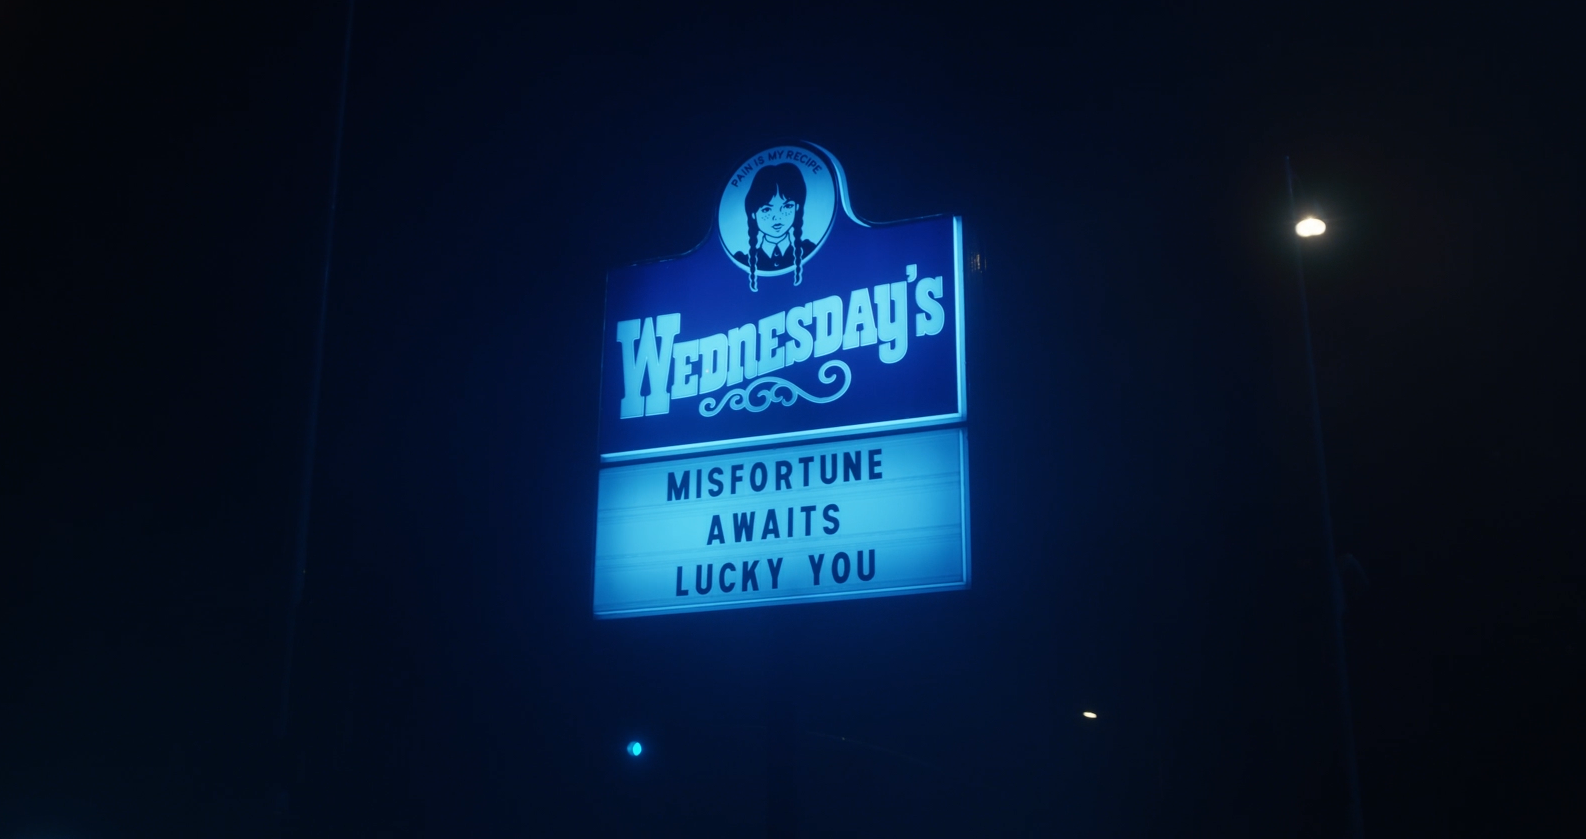 PAIN IS MY RECIPE
WEDNESDAY'S
MISFORTUNE
AWAITS
LUCKY YOU